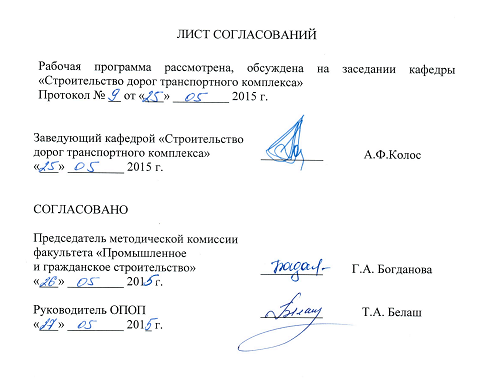 ЛИСТ СОГЛАСОВАНИЙ
Рабочая программа рассмотрена, обсуждена на заседании кафедры
«Строительство дорог транспортного комплекса»
Протокол № 9 от «25» 05 2015 г.
Заведующий кафедрой «Строительство
дорог транспортного комплекса» А.Ф.Колос
«25» 05 2015 г.
СОГЛАСОВАНО
Председатель методической комиссии
факультета «Промышленное
и гражданское строительство» Г.А. Богданова
«26» 05 2015 г.
Руководитель ОПОП Т.А. Белаш
«27» 05 2015 г.